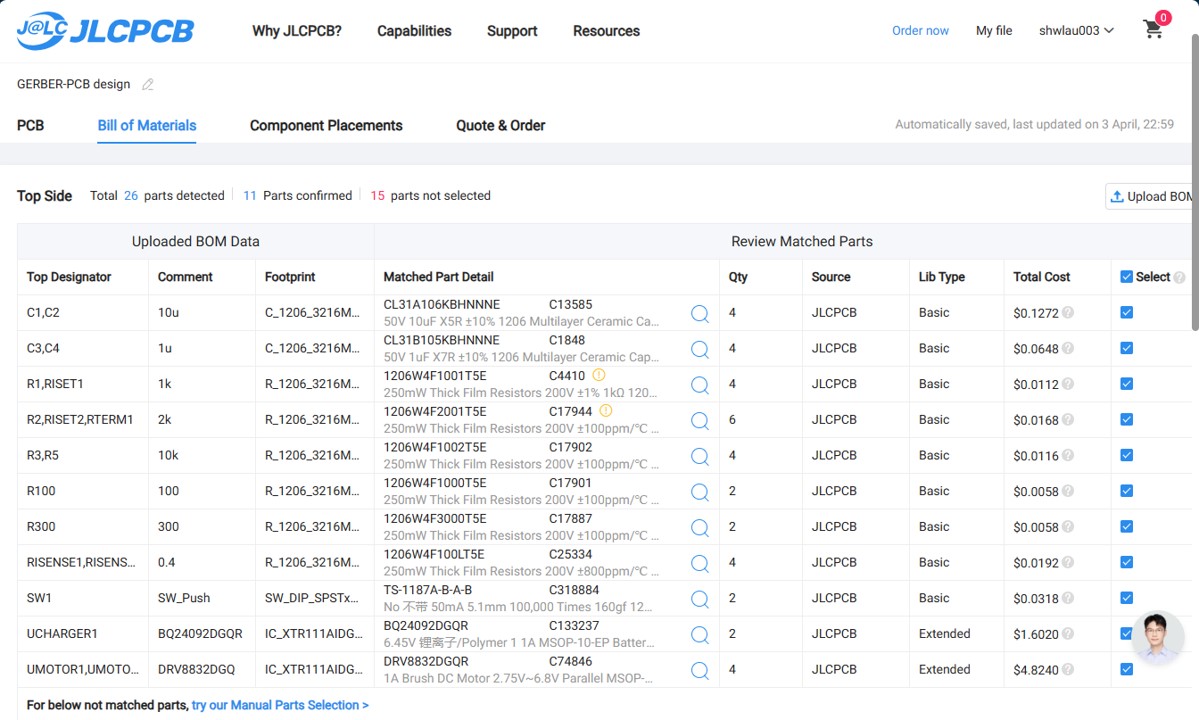 J@LC JLCPCB
Why JLCPCB? Capabilities Support Resources Order now My file shwlau003 0
GERBER-PCB design
PCB Bill of Materials Component Placements Quote & Order Automatically saved, last updated on 3 April, 22:59
Top Side Total 26 parts detected 11 Parts confirmed 15 parts not selected Upload BOM
Uploaded BOM Data Review Matched Parts
Top Designator Comment Footprint Matched Part Detail Qty Source Lib Type Total Cost Select ?
C1,C2 10u C_1206_3216M... CL31A106KBHNNNE C13585 4 JLCPCB Basic $0.1272 ?
50V 10uF X5R ±10% 1206 Multilayer Ceramic Ca...
C3,C4 1u C_1206_3216M... CL31B105KBHNNNE C1848 4 JLCPCB Basic $0.0648 ?
50V 1uF X7R ±10% 1206 Multilayer Ceramic Cap...
R1,RISET1 1k R_1206_3216M... 1206W4F1001T5E C4410 4 JLCPCB Basic $0.0112 ?
250mW Thick Film Resistors 200V ±1% 1kΩ 120...
R2,RISET2,RTERM1 2k R_1206_3216M... 1206W4F2001T5E C17944 6 JLCPCB Basic $0.0168 ?
250mW Thick Film Resistors 200V ±100ppm/℃ ...
R3,R5 10k R_1206_3216M... 1206W4F1002T5E C17902 4 JLCPCB Basic $0.0116 ?
250mW Thick Film Resistors 200V ±100ppm/℃ ...
R100 100 R_1206_3216M... 1206W4F1000T5E C17901 2 JLCPCB Basic $0.0058 ?
250mW Thick Film Resistors 200V ±100ppm/℃ ...
R300 300 R_1206_3216M... 1206W4F3000T5E C17887 2 JLCPCB Basic $0.0058 ?
250mW Thick Film Resistors 200V ±100ppm/℃ ...
RISENSE1,RISENS... 0.4 R_1206_3216M... 1206W4F100LT5E C25334 4 JLCPCB Basic $0.0192 ?
250mW Thick Film Resistors 200V ±800ppm/℃ ...
SW1 SW_Push SW_DIP_SPSTx... TS-1187A-B-A-B C318884 2 JLCPCB Basic $0.0318 ?
No 不带 50mA 5.1mm 100,000 Times 160gf 12...
UCHARGER1 BQ24092DGQR IC_XTR111AIDG... BQ24092DGQR C133237 2 JLCPCB Extended $1.6020 ?
6.45V 锂离子/Polymer 1 1A MSOP-10-EP Batter...
UMOTOR1,UMOTO... DRV8832DGQ IC_XTR111AIDG... DRV8832DGQR C74846 4 JLCPCB Extended $4.8240 ?
1A Brush DC Motor 2.75V~6.8V Parallel MSOP-...
For below not matched parts, try our Manual Parts Selection >